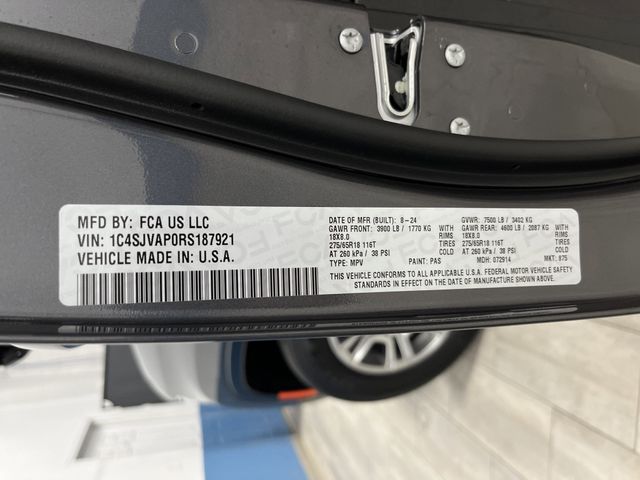 MFD BY: FCA US LLC
VIN: 1C4SJVAP0RS187921
VEHICLE MADE IN: U.S.A.
DATE OF MFR (BUILT): 8-24 GVWR: 7500 LB / 3402 KG
GAWR FRONT: 3900 LB / 1770 KG WITH GAWR REAR: 4600 LB / 2087 KG WITH
18X8.0 RIMS 18X8.0 RIMS
275/65R18 116T TIRES 275/65R18 116T TIRES
AT 260 kPa / 38 PSI COLD AT 260 kPa / 38 PSI COLD
TYPE: MPV PAINT: PAS MDH: 072914 MKT: 875
THIS VEHICLE CONFORMS TO ALL APPLICABLE U.S.A. FEDERAL MOTOR VEHICLE SAFETY
STANDARDS IN EFFECT ON THE DATE OF MANUFACTURE SHOWN ABOVE.